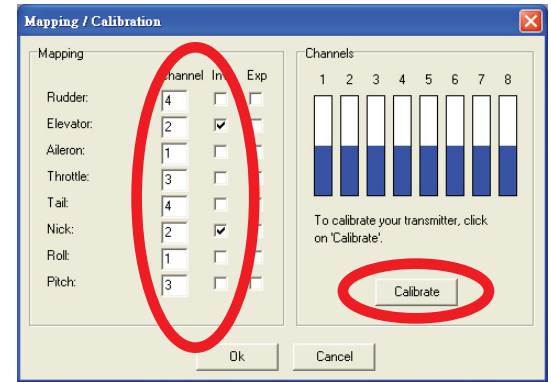 Mapping / Calibration
Mapping
Channel Inv Exp
Rudder: 4
Elevator: 2
Aileron: 1
Throttle: 3
Tail: 4
Nick: 2
Roll: 1
Pitch: 3
Channels
1 2 3 4 5 6 7 8
To calibrate your transmitter, click
on 'Calibrate'.
Calibrate
Ok Cancel